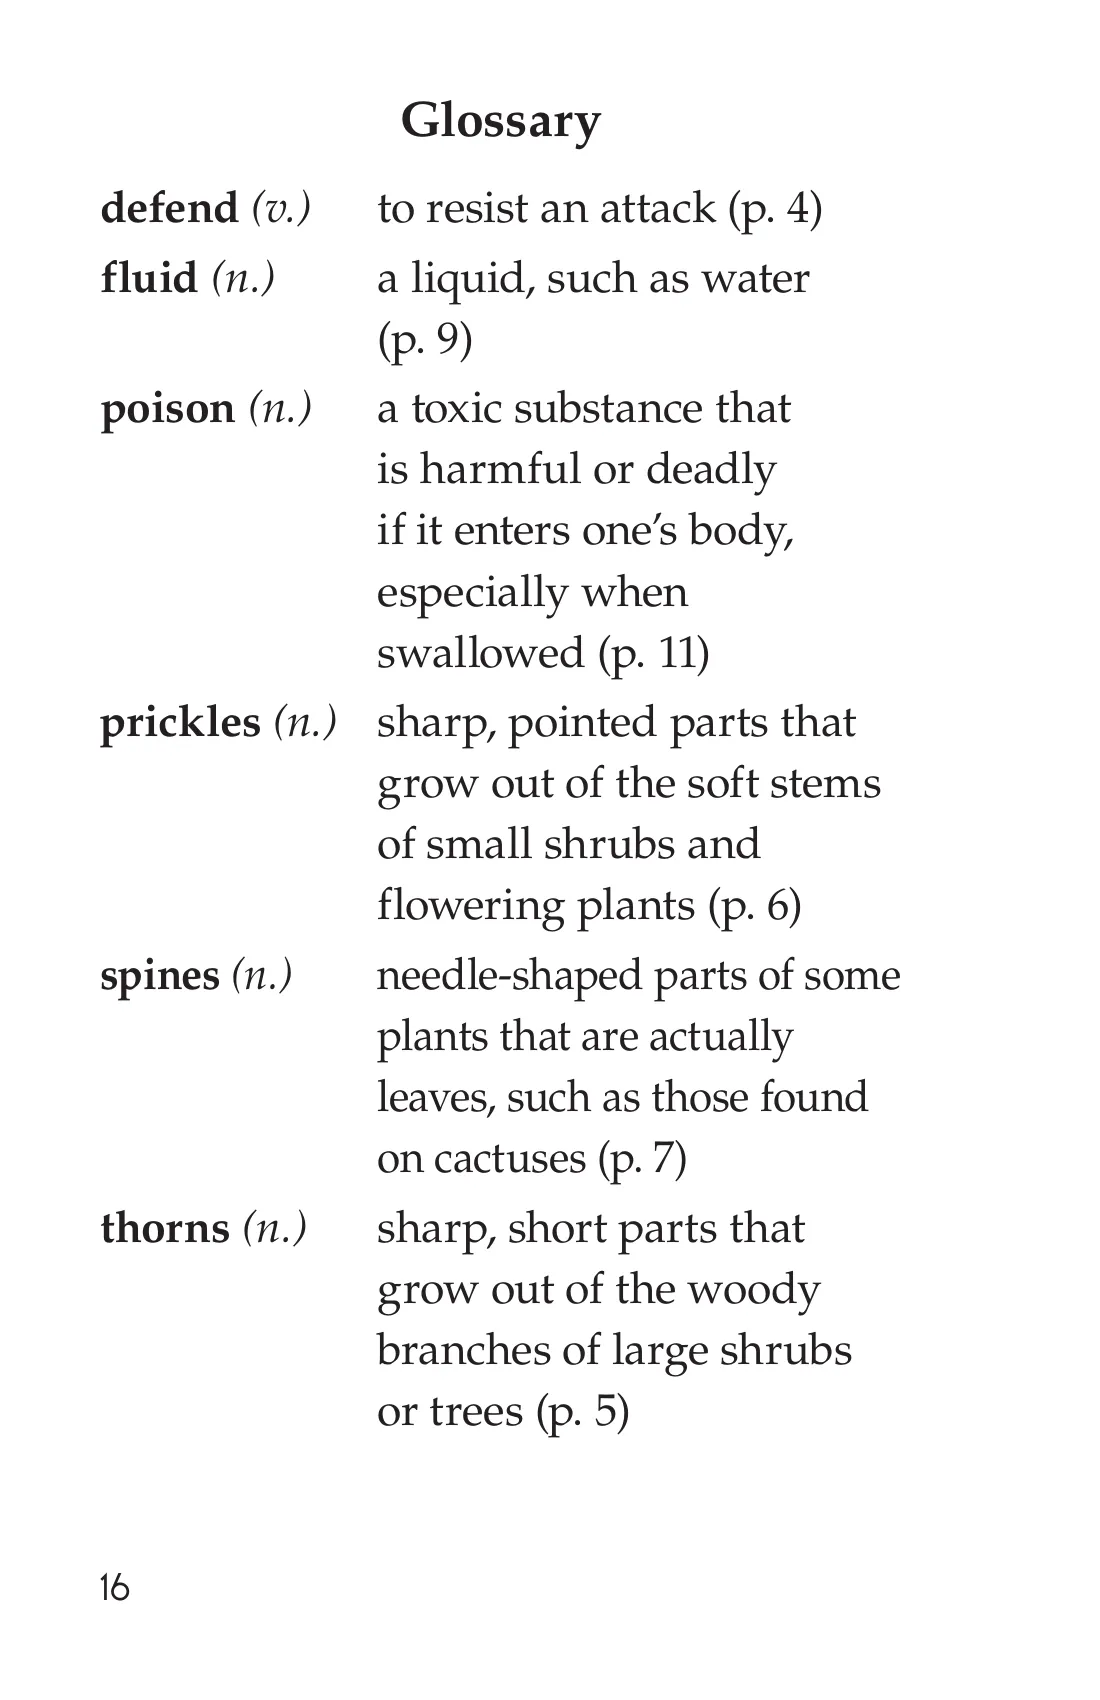 Glossary
defend (v.) to resist an attack (p. 4)
fluid (n.) a liquid, such as water
(p. 9)
poison (n.) a toxic substance that
is harmful or deadly
if it enters one’s body,
especially when
swallowed (p. 11)
prickles (n.) sharp, pointed parts that
grow out of the soft stems
of small shrubs and
flowering plants (p. 6)
spines (n.) needle-shaped parts of some
plants that are actually
leaves, such as those found
on cactuses (p. 7)
thorns (n.) sharp, short parts that
grow out of the woody
branches of large shrubs
or trees (p. 5)
16